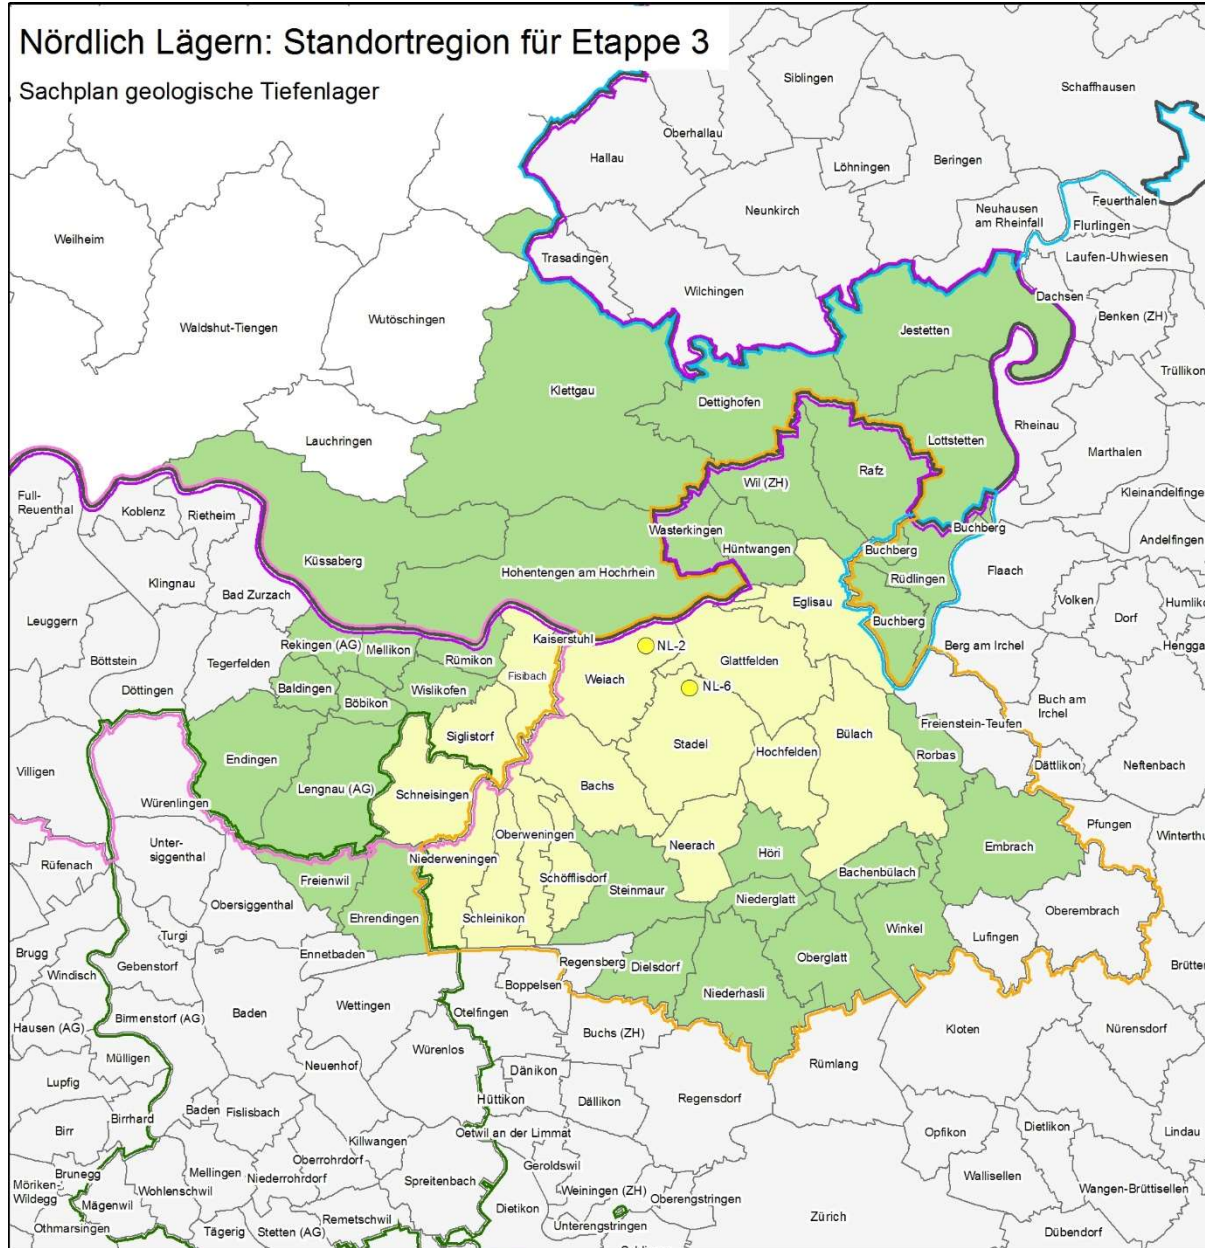 Nördlich Lägern: Standortregion für Etappe 3
Sachplan geologische Tiefenlager
Siblingen
Schaffhausen
Oberhallau
Hallau
Löhningen
Beringen
Neunkirch
Neuhausen
am Rheinfall
Feuerthalen
Flurlingen
Weilheim
Trasadingen
Laufen-Uhwiesen
Wilchingen
Dachsen
Benken (ZH)
Waldshut-Tiengen
Wutöschingen
Jestetten
Trüllikon
Klettgau
Dettighofen
Rheinau
Lauchringen
Lottstetten
Marthalen
Rafz
Wil (ZH)
Full-
Reuenthal
Koblenz
Rietheim
Kleinandelfingen
Wasterkingen
Buchberg
Andelfingen
Hüntwangen
Buchberg
Küssaberg
Hohentengen am Hochrhein
Rüdlingen
Flaach
Klingnau
Bad Zurzach
Eglisau
Volken
Dorf
Humlikon
Leuggern
Buchberg
Kaiserstuhl
NL-2
Rekingen (AG)
Mellikon
Rümikon
Berg am Irchel
Böttstein
Tegerfelden
Glattfelden
Fisibach
Weiach
NL-6
Baldingen
Wislikofen
Döttingen
Böbikon
Buch am
Irchel
Freienstein-Teufen
Siglistorf
Bülach
Stadel
Hochfelden
Rorbas
Villigen
Endingen
Dättlikon
Neftenbach
Lengnau (AG)
Schneisingen
Bachs
Würenlingen
Pfungen
Oberweningen
Unter-
siggenthal
Neerach
Höri
Embrach
Rüfenach
Niederweningen
Freienwil
Schöfflisdorf
Bachenbülach
Steinmaur
Niederglatt
Obersiggenthal
Ehrendingen
Schleinikon
Oberembrach
Winkel
Turgi
Lufingen
Brugg
Ennetbaden
Regensberg
Oberglatt
Gebenstorf
Dielsdorf
Windisch
Boppelsen
Niederhasli
Wettingen
Otelfingen
Hausen (AG)
Birmenstorf (AG)
Baden
Buchs (ZH)
Kloten
Nürensdorf
Würenlos
Mülligen
Neuenhof
Dänikon
Rümlang
Lupfig
Hüttikon
Dällikon
Regensdorf
Baden
Fislisbach
Birrhard
Birr
Oetwil an der Limmat
Opfikon
Dietlikon
Lindau
Killwangen
Oberrohrdorf
Geroldswil
Brunegg
Mellingen
Niederrohrdorf
Walliselen
Möriken-
Wildegg
Wohlenschwil
Spreitenbach
Weiningen (ZH)
Wangen-Brüttisellen
Mägenwil
Dietikon
Oberengstringen
Zürich
Othmarsingen
Tägerig
Stetten (AG)
Remetschwil
Unterengstringen
Dübendorf